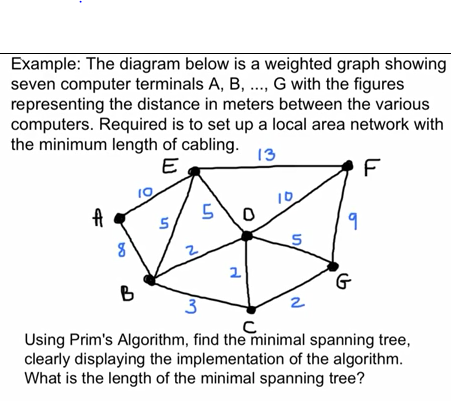 Example: The diagram below is a weighted graph showing
seven computer terminals A, B, ..., G with the figures
representing the distance in meters between the various
computers. Required is to set up a local area network with
the minimum length of cabling.
13
E
F
10
10
A
5
5
D
9
8
2
5
2
G
B
3
2
C
Using Prim's Algorithm, find the minimal spanning tree,
clearly displaying the implementation of the algorithm.
What is the length of the minimal spanning tree?